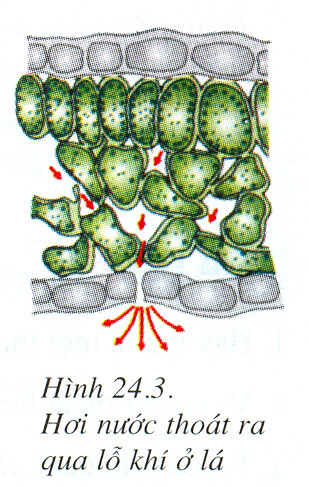 Hình 24.3.
Hơi nước thoát ra
qua lỗ khí ở lá